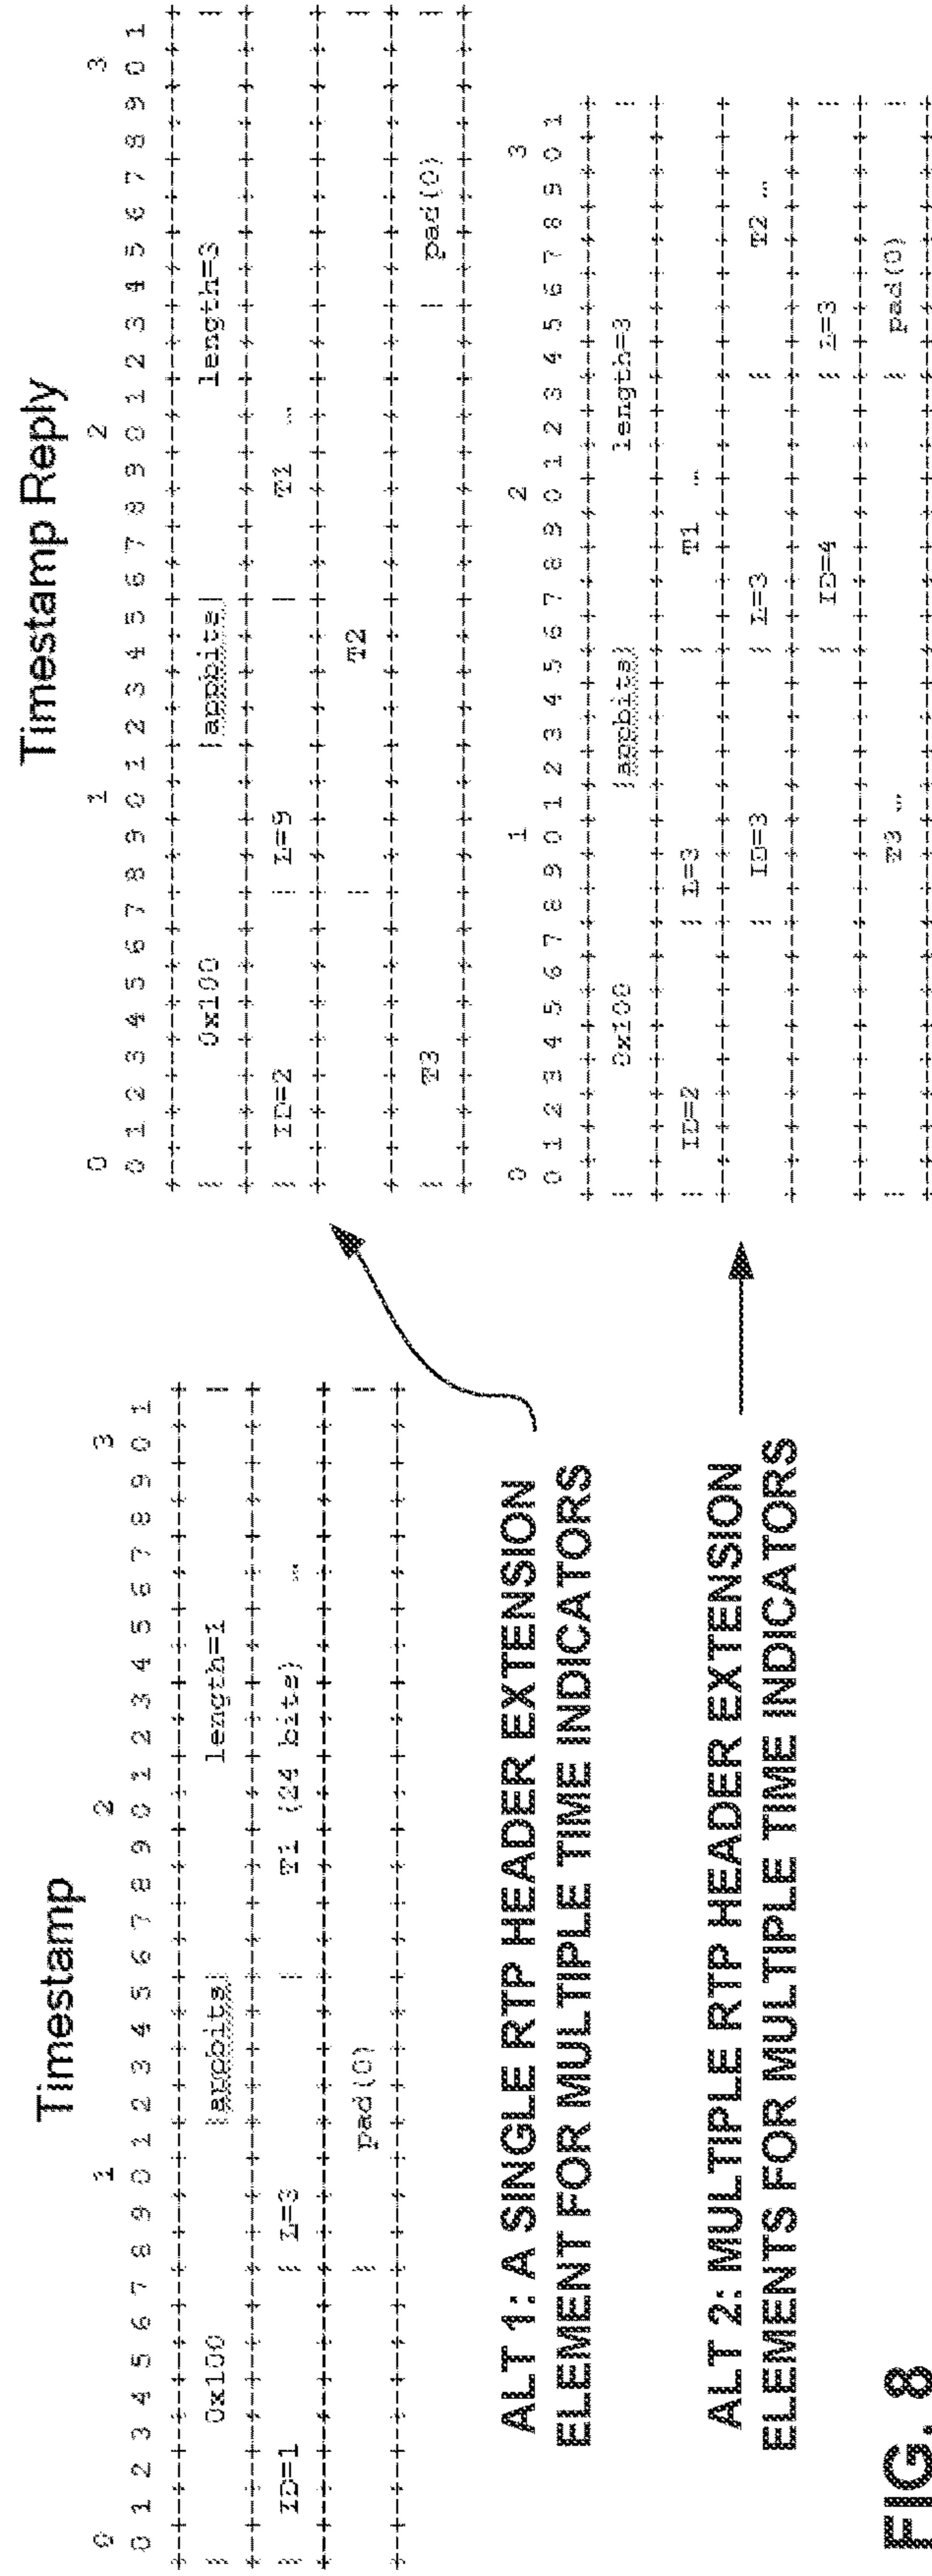 Timestamp
0 1 2 3
0 1 2 3 4 5 6 7 8 9 0 1 2 3 4 5 6 7 8 9 0 1 2 3 4 5 6 7 8 9 0 1
+-+-+-+-+-+-+-+-+-+-+-+-+-+-+-+-+-+-+-+-+-+-+-+-+-+-+-+-+-+-+-+-+
| 0x100 |appbits| length=1 |
+-+-+-+-+-+-+-+-+-+-+-+-+-+-+-+-+-+-+-+-+-+-+-+-+-+-+-+-+-+-+-+-+
| ID=1 | L=3 | T1 (24 bits) …
+-+-+-+-+-+-+-+-+-+-+-+-+-+-+-+-+-+-+-+-+-+-+-+-+-+-+-+-+-+-+-+-+
| pad(0) |
+-+-+-+-+-+-+-+-+-+-+-+-+-+-+-+-+-+-+-+-+-+-+-+-+-+-+-+-+-+-+-+-+
Timestamp Reply
0 1 2 3
0 1 2 3 4 5 6 7 8 9 0 1 2 3 4 5 6 7 8 9 0 1 2 3 4 5 6 7 8 9 0 1
+-+-+-+-+-+-+-+-+-+-+-+-+-+-+-+-+-+-+-+-+-+-+-+-+-+-+-+-+-+-+-+-+
| 0x100 |appbits| length=3 |
+-+-+-+-+-+-+-+-+-+-+-+-+-+-+-+-+-+-+-+-+-+-+-+-+-+-+-+-+-+-+-+-+
| ID=2 | L=9 | T1 …
+-+-+-+-+-+-+-+-+-+-+-+-+-+-+-+-+-+-+-+-+-+-+-+-+-+-+-+-+-+-+-+-+
| T2 |
+-+-+-+-+-+-+-+-+-+-+-+-+-+-+-+-+-+-+-+-+-+-+-+-+-+-+-+-+-+-+-+-+
| T3 | pad(0) |
+-+-+-+-+-+-+-+-+-+-+-+-+-+-+-+-+-+-+-+-+-+-+-+-+-+-+-+-+-+-+-+-+
ALT 1: A SINGLE RTP HEADER EXTENSION
ELEMENT FOR MULTIPLE TIME INDICATORS
0 1 2 3
0 1 2 3 4 5 6 7 8 9 0 1 2 3 4 5 6 7 8 9 0 1 2 3 4 5 6 7 8 9 0 1
+-+-+-+-+-+-+-+-+-+-+-+-+-+-+-+-+-+-+-+-+-+-+-+-+-+-+-+-+-+-+-+-+
| 0x100 |appbits| length=3 |
+-+-+-+-+-+-+-+-+-+-+-+-+-+-+-+-+-+-+-+-+-+-+-+-+-+-+-+-+-+-+-+-+
| ID=2 | L=3 | T1 …
+-+-+-+-+-+-+-+-+-+-+-+-+-+-+-+-+-+-+-+-+-+-+-+-+-+-+-+-+-+-+-+-+
| ID=3 | L=3 | T2 …
+-+-+-+-+-+-+-+-+-+-+-+-+-+-+-+-+-+-+-+-+-+-+-+-+-+-+-+-+-+-+-+-+
| ID=4 | L=3 |
+-+-+-+-+-+-+-+-+-+-+-+-+-+-+-+-+-+-+-+-+-+-+-+-+-+-+-+-+-+-+-+-+
| T3 … | pad(0) |
+-+-+-+-+-+-+-+-+-+-+-+-+-+-+-+-+-+-+-+-+-+-+-+-+-+-+-+-+-+-+-+-+
ALT 2: MULTIPLE RTP HEADER EXTENSION
ELEMENTS FOR MULTIPLE TIME INDICATORS
FIG. 8